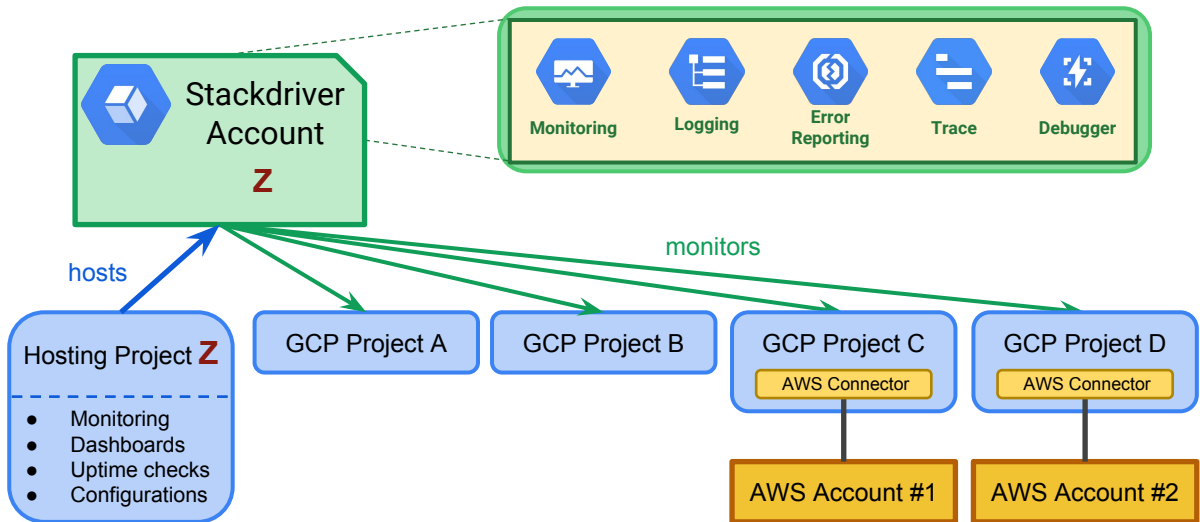 Stackdriver
Account
Z
Monitoring
Logging
Error
Reporting
Trace
Debugger
hosts
monitors
Hosting Project Z
● Monitoring
● Dashboards
● Uptime checks
● Configurations
GCP Project A
GCP Project B
GCP Project C
AWS Connector
GCP Project D
AWS Connector
AWS Account #1
AWS Account #2